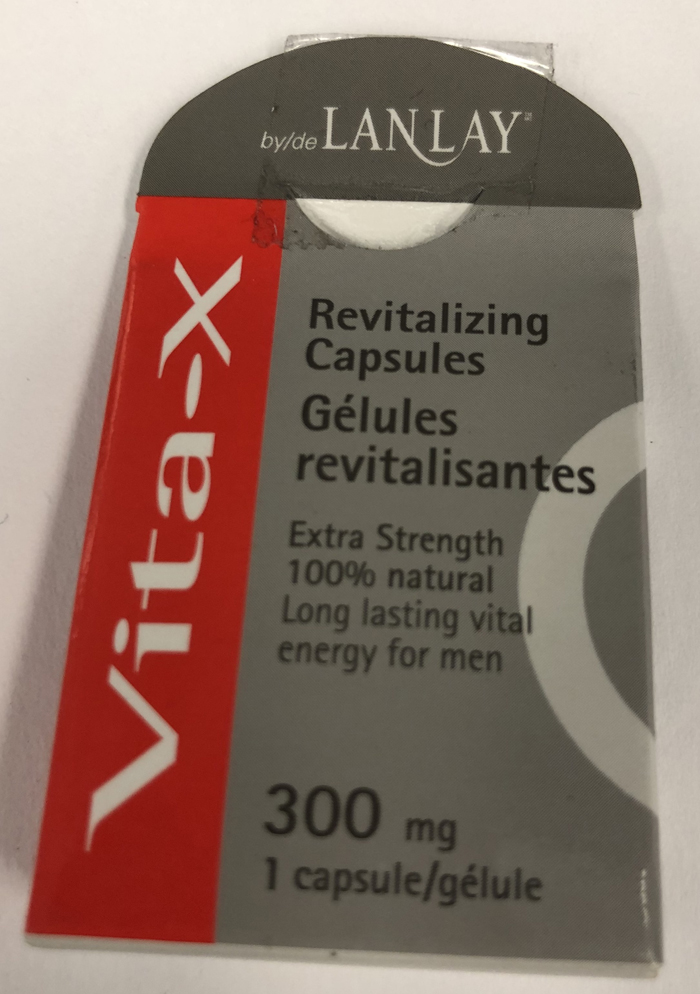 by/de LANLAY
Vita-X
Revitalizing
Capsules
Gélules
revitalisantes
Extra Strength
100% natural
Long lasting vital
energy for men
300 mg
1 capsule/gélule